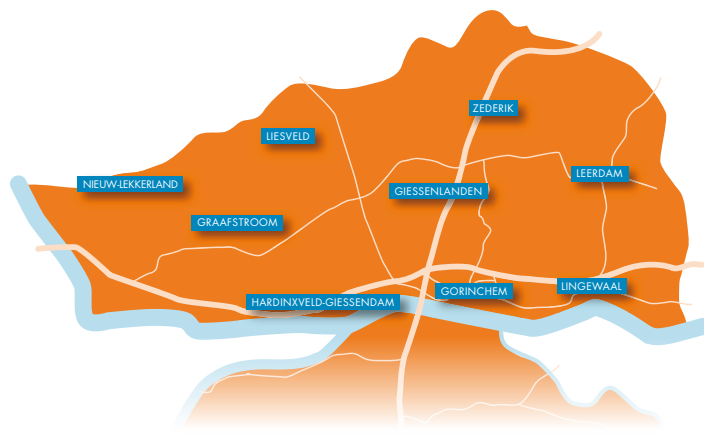 ZEDERIK
LIESVELD
LEERDAM
NIEUW-LEKKERLAND
GIESSENLANDEN
GRAAFSTROOM
LINGEWAAL
GORINCHEM
HARDINXVELD-GIESSENDAM